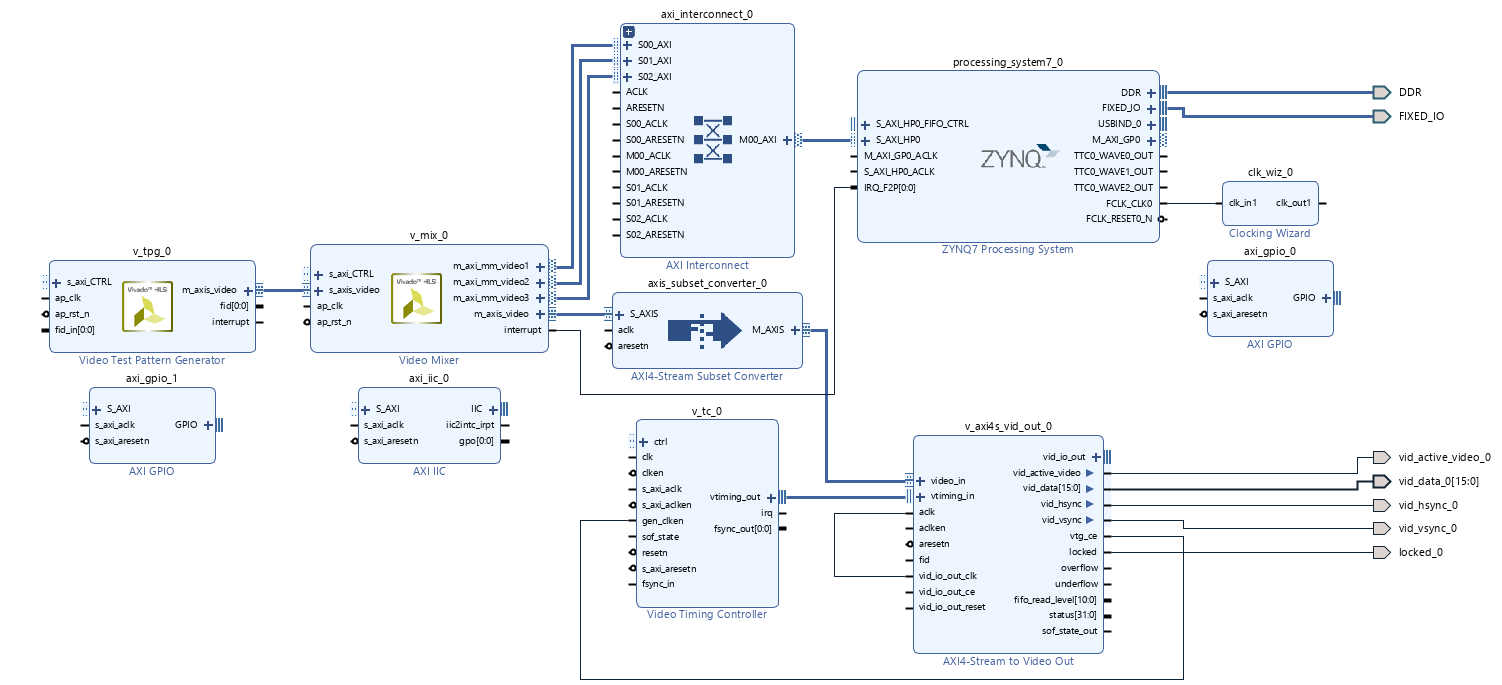 axi_interconnect_0
S00_AXI
S01_AXI
S02_AXI
ACLK
ARESETN
S00_ACLK
S00_ARESETN
M00_ACLK
M00_ARESETN
S01_ACLK
S01_ARESETN
S02_ACLK
S02_ARESETN
M00_AXI
AXI Interconnect
processing_system7_0
S_AXI_HP0_FIFO_CTRL
S_AXI_HP0
M_AXI_GP0_ACLK
S_AXI_HP0_ACLK
IRQ_F2P[0:0]
ZYNQ
DDR
FIXED_IO
USBIND_0
M_AXI_GP0
TTC0_WAVE0_OUT
TTC0_WAVE1_OUT
TTC0_WAVE2_OUT
FCLK_CLK0
FCLK_RESET0_N
ZYNQ7 Processing System
DDR
FIXED_IO
clk_wiz_0
clk_in1
clk_out1
Clocking Wizard
axi_gpio_0
S_AXI
s_axi_aclk
s_axi_aresetn
GPIO
AXI GPIO
v_tpg_0
s_axi_CTRL
ap_clk
ap_rst_n
fid_in[0:0]
Vivado™ HLS
m_axis_video
fid[0:0]
interrupt
Video Test Pattern Generator
v_mix_0
s_axi_CTRL
s_axis_video
ap_clk
ap_rst_n
Vivado™ HLS
m_axi_mm_video1
m_axi_mm_video2
m_axi_mm_video3
m_axis_video
interrupt
Video Mixer
axis_subset_converter_0
S_AXIS
aclk
aresetn
M_AXIS
AXI4-Stream Subset Converter
axi_gpio_1
S_AXI
s_axi_aclk
s_axi_aresetn
GPIO
AXI GPIO
axi_iic_0
S_AXI
s_axi_aclk
s_axi_aresetn
IIC
iic2intc_irpt
gpo[0:0]
AXI IIC
v_tc_0
ctrl
clk
clken
s_axi_aclk
s_axi_aclken
gen_clken
sof_state
resetn
s_axi_aresetn
fsync_in
vtiming_out
irq
fsync_out[0:0]
Video Timing Controller
v_axi4s_vid_out_0
video_in
vtiming_in
aclk
aclken
aresetn
fid
vid_io_out_clk
vid_io_out_ce
vid_io_out_reset
vid_io_out
vid_active_video
vid_data[15:0]
vid_hsync
vid_vsync
vtg_ce
locked
overflow
underflow
fifo_read_level[10:0]
status[31:0]
sof_state_out
AXI4-Stream to Video Out
vid_active_video_0
vid_data_0[15:0]
vid_hsync_0
vid_vsync_0
locked_0